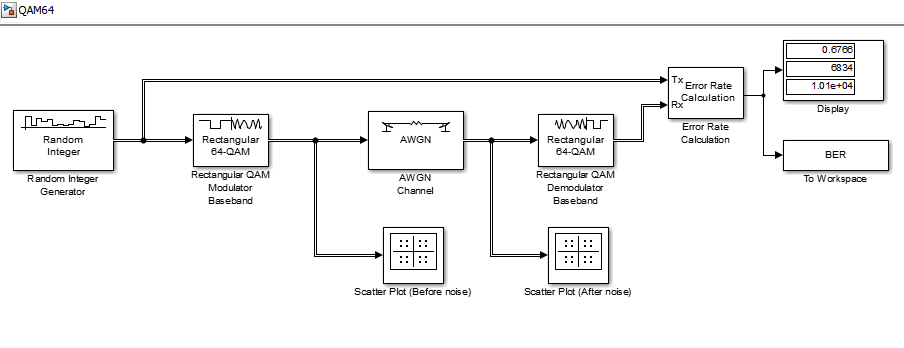 QAM64
0.6766
6834
1.01e+04
Display
Tx
Rx
Error Rate
Calculation
Error Rate
Calculation
BER
To Workspace
Random
Integer
Random Integer
Generator
Rectangular
64-QAM
Rectangular QAM
Modulator
Baseband
AWGN
AWGN
Channel
Rectangular
64-QAM
Rectangular QAM
Demodulator
Baseband
Scatter Plot (Before noise)
Scatter Plot (After noise)